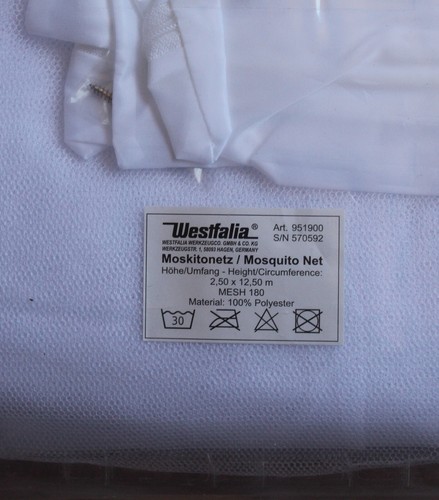 Westfalia®
Art. 951900
S/N 570592
WESTFALIA WERKZEUGCO. GMBH & CO. KG
WERKZEUGSTR. 1, 58093 HAGEN, GERMANY
Moskitonetz / Mosquito Net
Höhe/Umfang - Height/Circumference:
2,50 x 12,50 m
MESH 180
Material: 100% Polyester
30